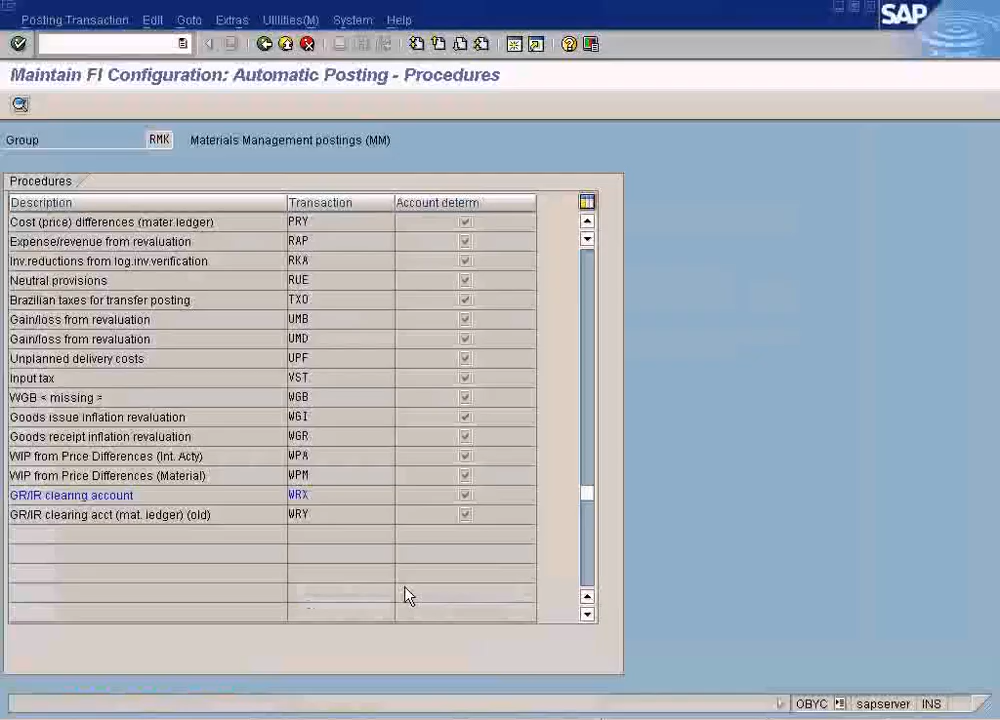 Posting Transaction Edit Goto Extras Utilities(M) System Help
SAP
Maintain FI Configuration: Automatic Posting - Procedures
Group RMK Materials Management postings (MM)
Procedures
Description Transaction Account determ
Cost (price) differences (mater ledger) PRY
Expense/revenue from revaluation RAP
Inv.reductions from log.inv.verification RKA
Neutral provisions RUE
Brazilian taxes for transfer posting TXO
Gain/loss from revaluation UMB
Gain/loss from revaluation UMD
Unplanned delivery costs UPF
Input tax VST
WGB < missing = WGB
Goods issue inflation revaluation WGI
Goods receipt inflation revaluation WGR
WIP from Price Differences (Int. Acty) WPA
WIP from Price Differences (Material) WPM
GR/IR clearing account WRX
GR/IR clearing acct (mat. ledger) (old) WRY
OBYC sapserver INS